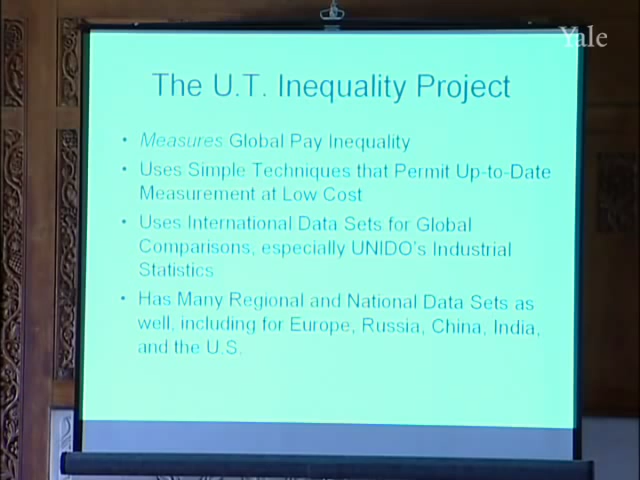 Yale
The U.T. Inequality Project
• Measures Global Pay Inequality
• Uses Simple Techniques that Permit Up-to-Date
Measurement at Low Cost
• Uses International Data Sets for Global
Comparisons, especially UNIDO's Industrial
Statistics
• Has Many Regional and National Data Sets as
well, including for Europe, Russia, China, India,
and the U.S.